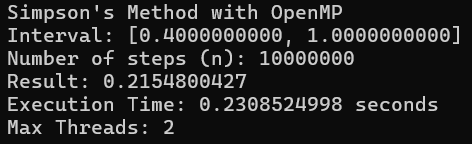 Simpson's Method with OpenMP
Interval: [0.4000000000, 1.0000000000]
Number of steps (n): 10000000
Result: 0.2154800427
Execution Time: 0.2308524998 seconds
Max Threads: 2